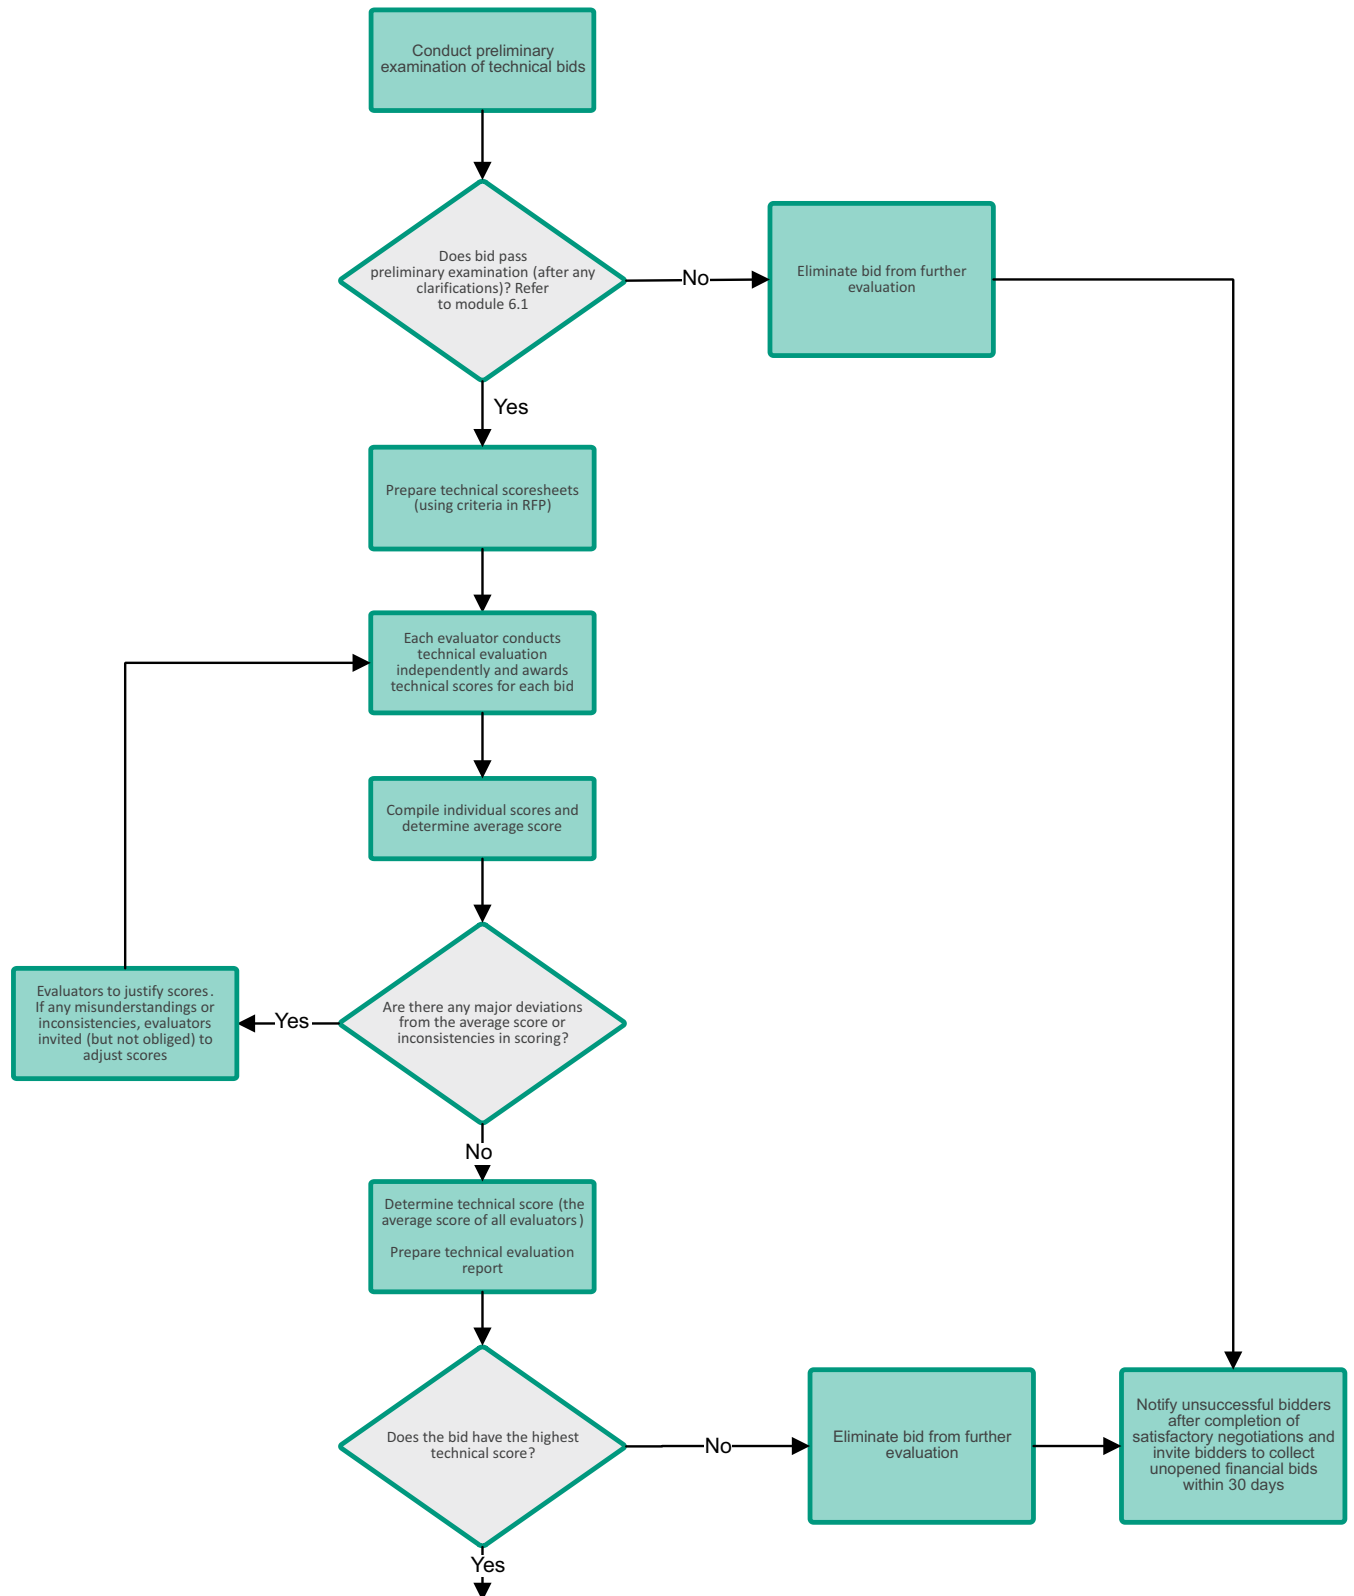 Conduct preliminary
examination of technical bids
Does bid pass
preliminary examination (after any
clarifications)? Refer
to module 6.1
No
Eliminate bid from further
evaluation
Yes
Prepare technical scoresheets
(using criteria in RFP)
Each evaluator conducts
technical evaluation
independently and awards
technical scores for each bid
Compile individual scores and
determine average score
Are there any major deviations
from the average score or
inconsistencies in scoring?
Yes
Evaluators to justify scores.
If any misunderstandings or
inconsistencies, evaluators
invited (but not obliged) to
adjust scores
No
Determine technical score (the
average score of all evaluators)
Prepare technical evaluation
report
Does the bid have the highest
technical score?
No
Eliminate bid from further
evaluation
Notify unsuccessful bidders
after completion of
satisfactory negotiations and
invite bidders to collect
unopened financial bids
within 30 days
Yes